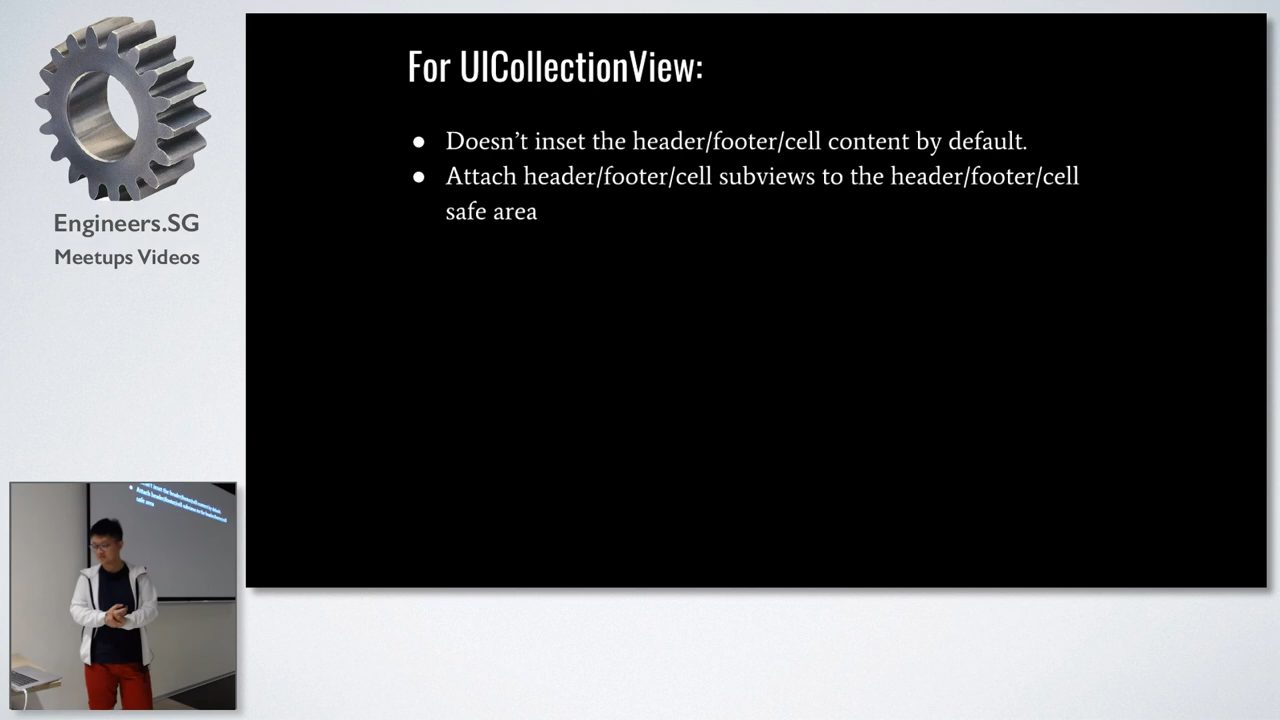 For UICollectionView:
● Doesn’t inset the header/footer/cell content by default.
● Attach header/footer/cell subviews to the header/footer/cell
safe area
Engineers.SG
Meetups Videos